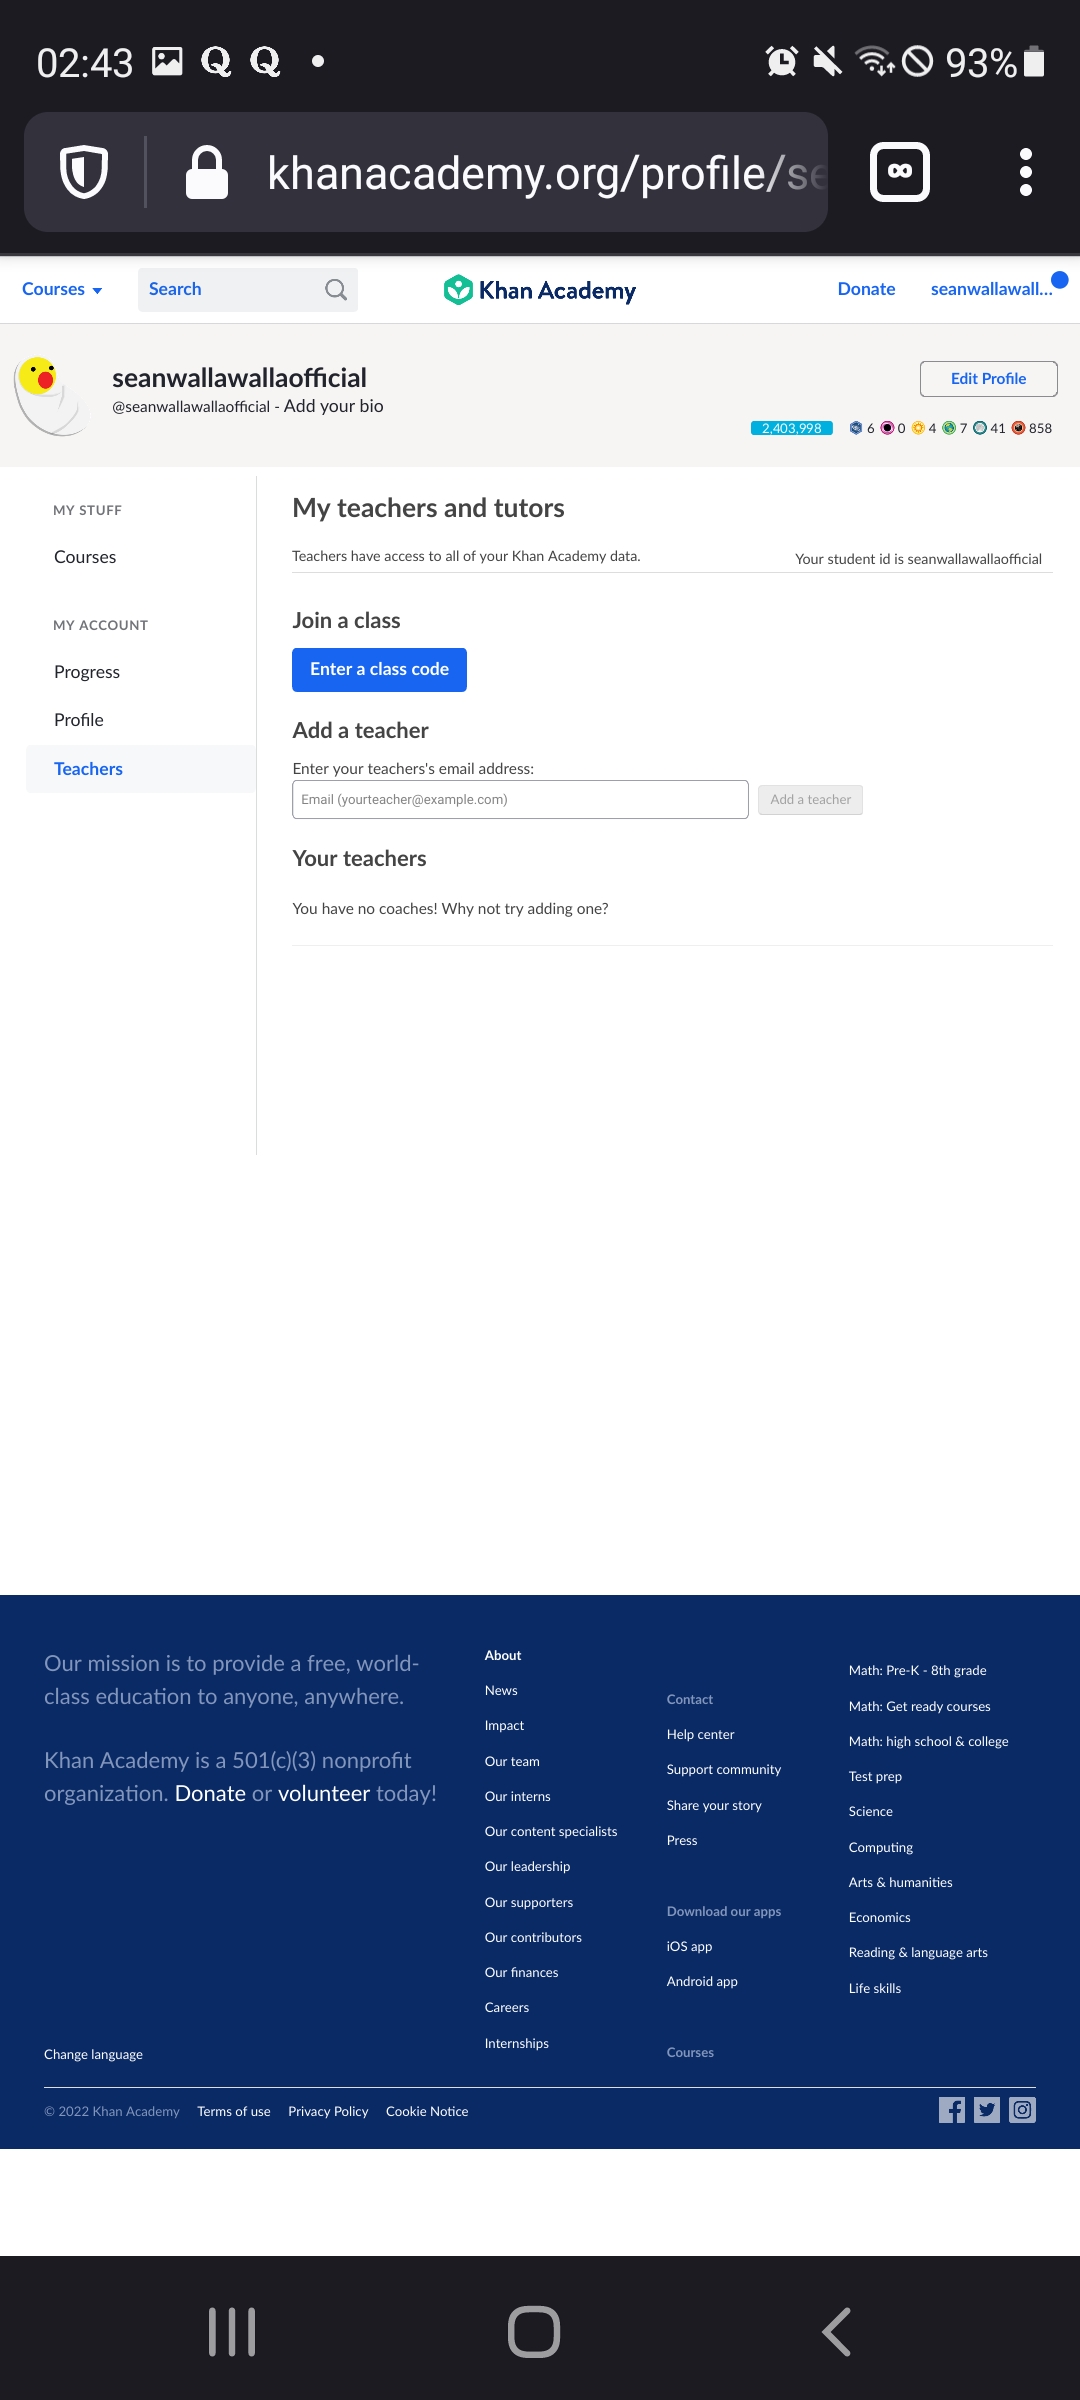 02:43
93%
khanacademy.org/profile/se
Courses
Search
Khan Academy
Donate
seanwallawall...
seanwallawallaofficial
@seanwallawallaofficial - Add your bio
Edit Profile
2,403,998 6 0 4 7 41 858
MY STUFF
Courses
MY ACCOUNT
Progress
Profile
Teachers
My teachers and tutors
Teachers have access to all of your Khan Academy data.
Your student id is seanwallawallaofficial
Join a class
Enter a class code
Add a teacher
Enter your teachers's email address:
Email (yourteacher@example.com)
Add a teacher
Your teachers
You have no coaches! Why not try adding one?
Our mission is to provide a free, world-
class education to anyone, anywhere.
Khan Academy is a 501(c)(3) nonprofit
organization. Donate or volunteer today!
Change language
About
News
Impact
Our team
Our interns
Our content specialists
Our leadership
Our supporters
Our contributors
Our finances
Careers
Internships
Contact
Help center
Support community
Share your story
Press
Download our apps
iOS app
Android app
Courses
Math: Pre-K - 8th grade
Math: Get ready courses
Math: high school & college
Test prep
Science
Computing
Arts & humanities
Economics
Reading & language arts
Life skills
© 2022 Khan Academy
Terms of use
Privacy Policy
Cookie Notice